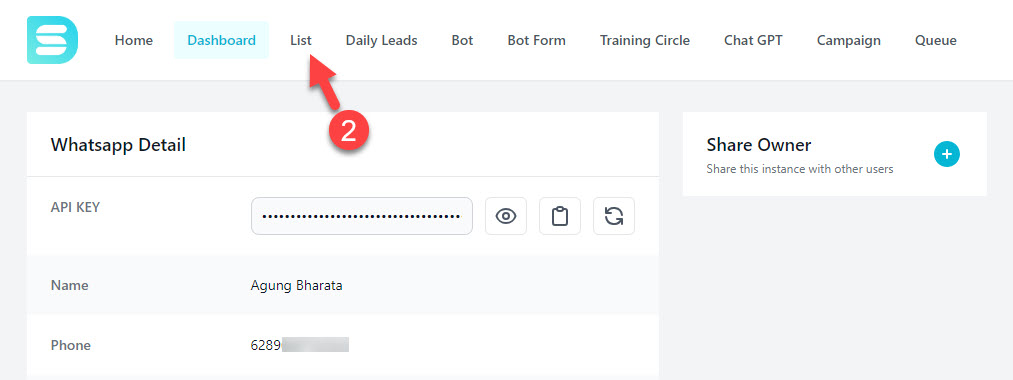 Home Dashboard List Daily Leads Bot Bot Form Training Circle Chat GPT Campaign Queue
2
Whatsapp Detail
API KEY
Name Agung Bharata
Phone 6289
Share Owner
Share this instance with other users